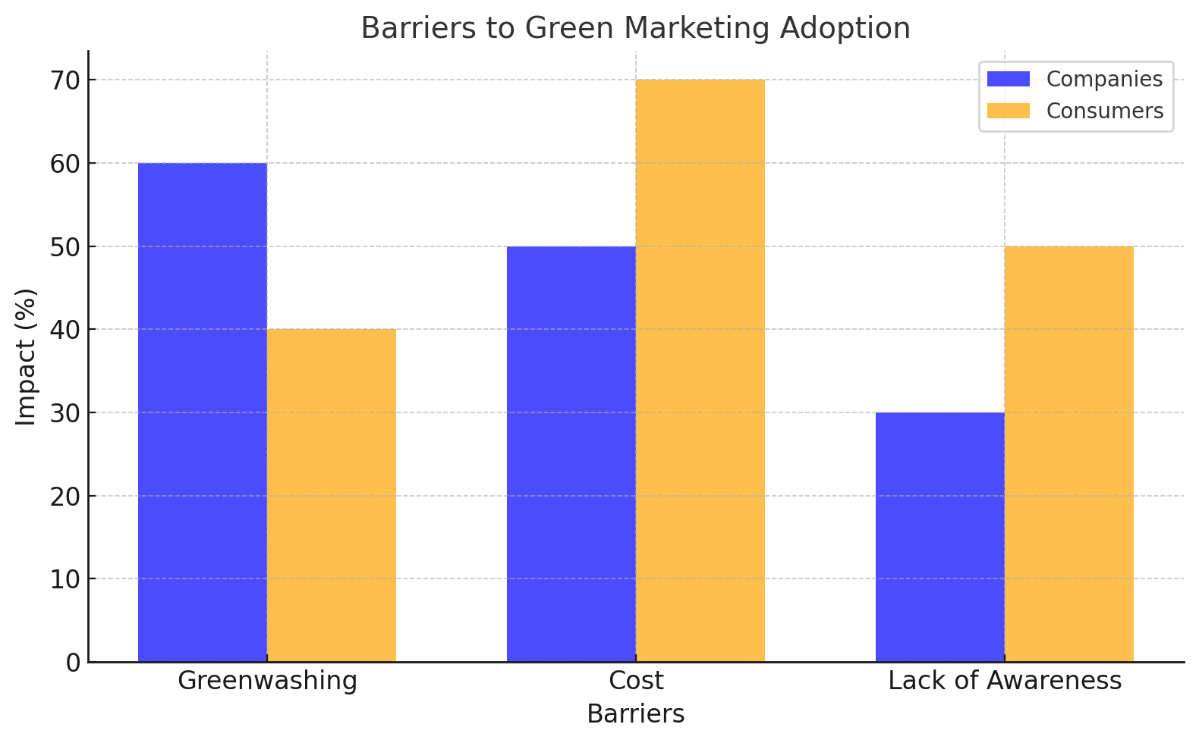 Barriers to Green Marketing Adoption
Companies
Consumers
Impact (%)
70
60
50
40
30
20
10
0
Greenwashing
Cost
Lack of Awareness
Barriers